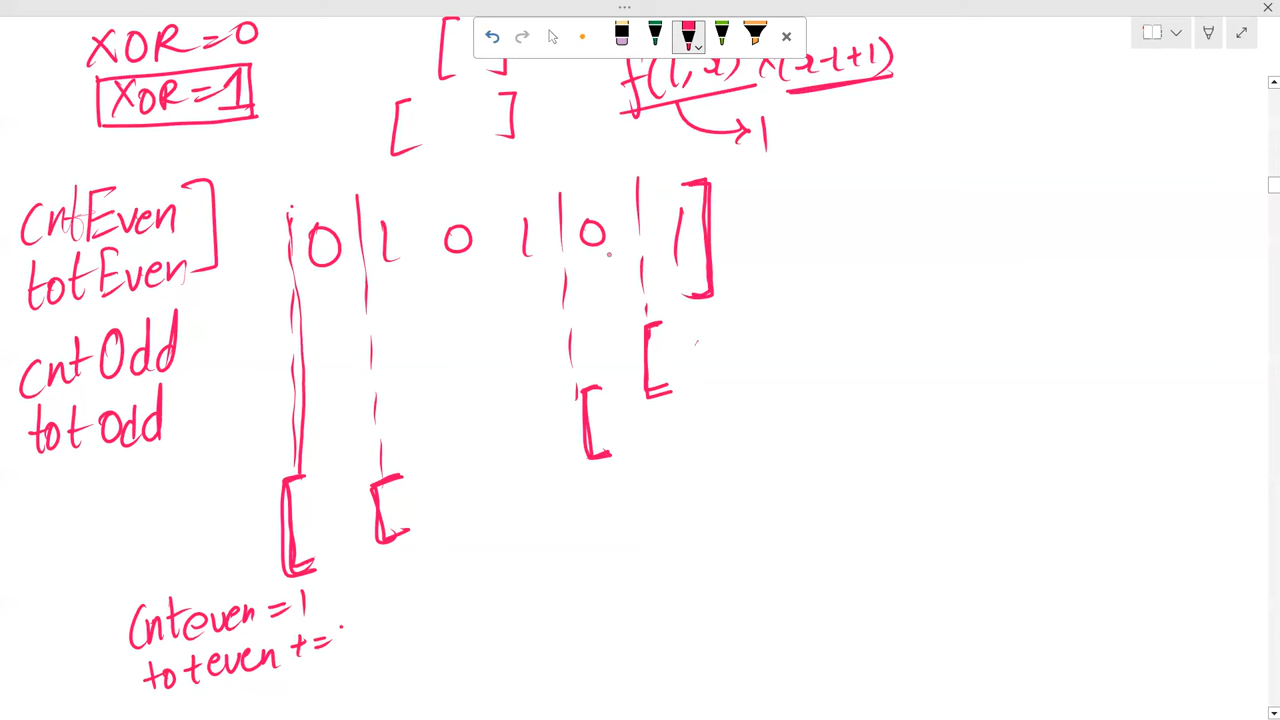 XOR = 0
XOR = 1
[ ]
[ ]
f(l, r) × (r-l+1)
1
CntEven
totEven
cntOdd
totOdd
0 | 1 0 1 | 0 | 1 ]
[
[
[ [
Cnteven = 1
toteven + =